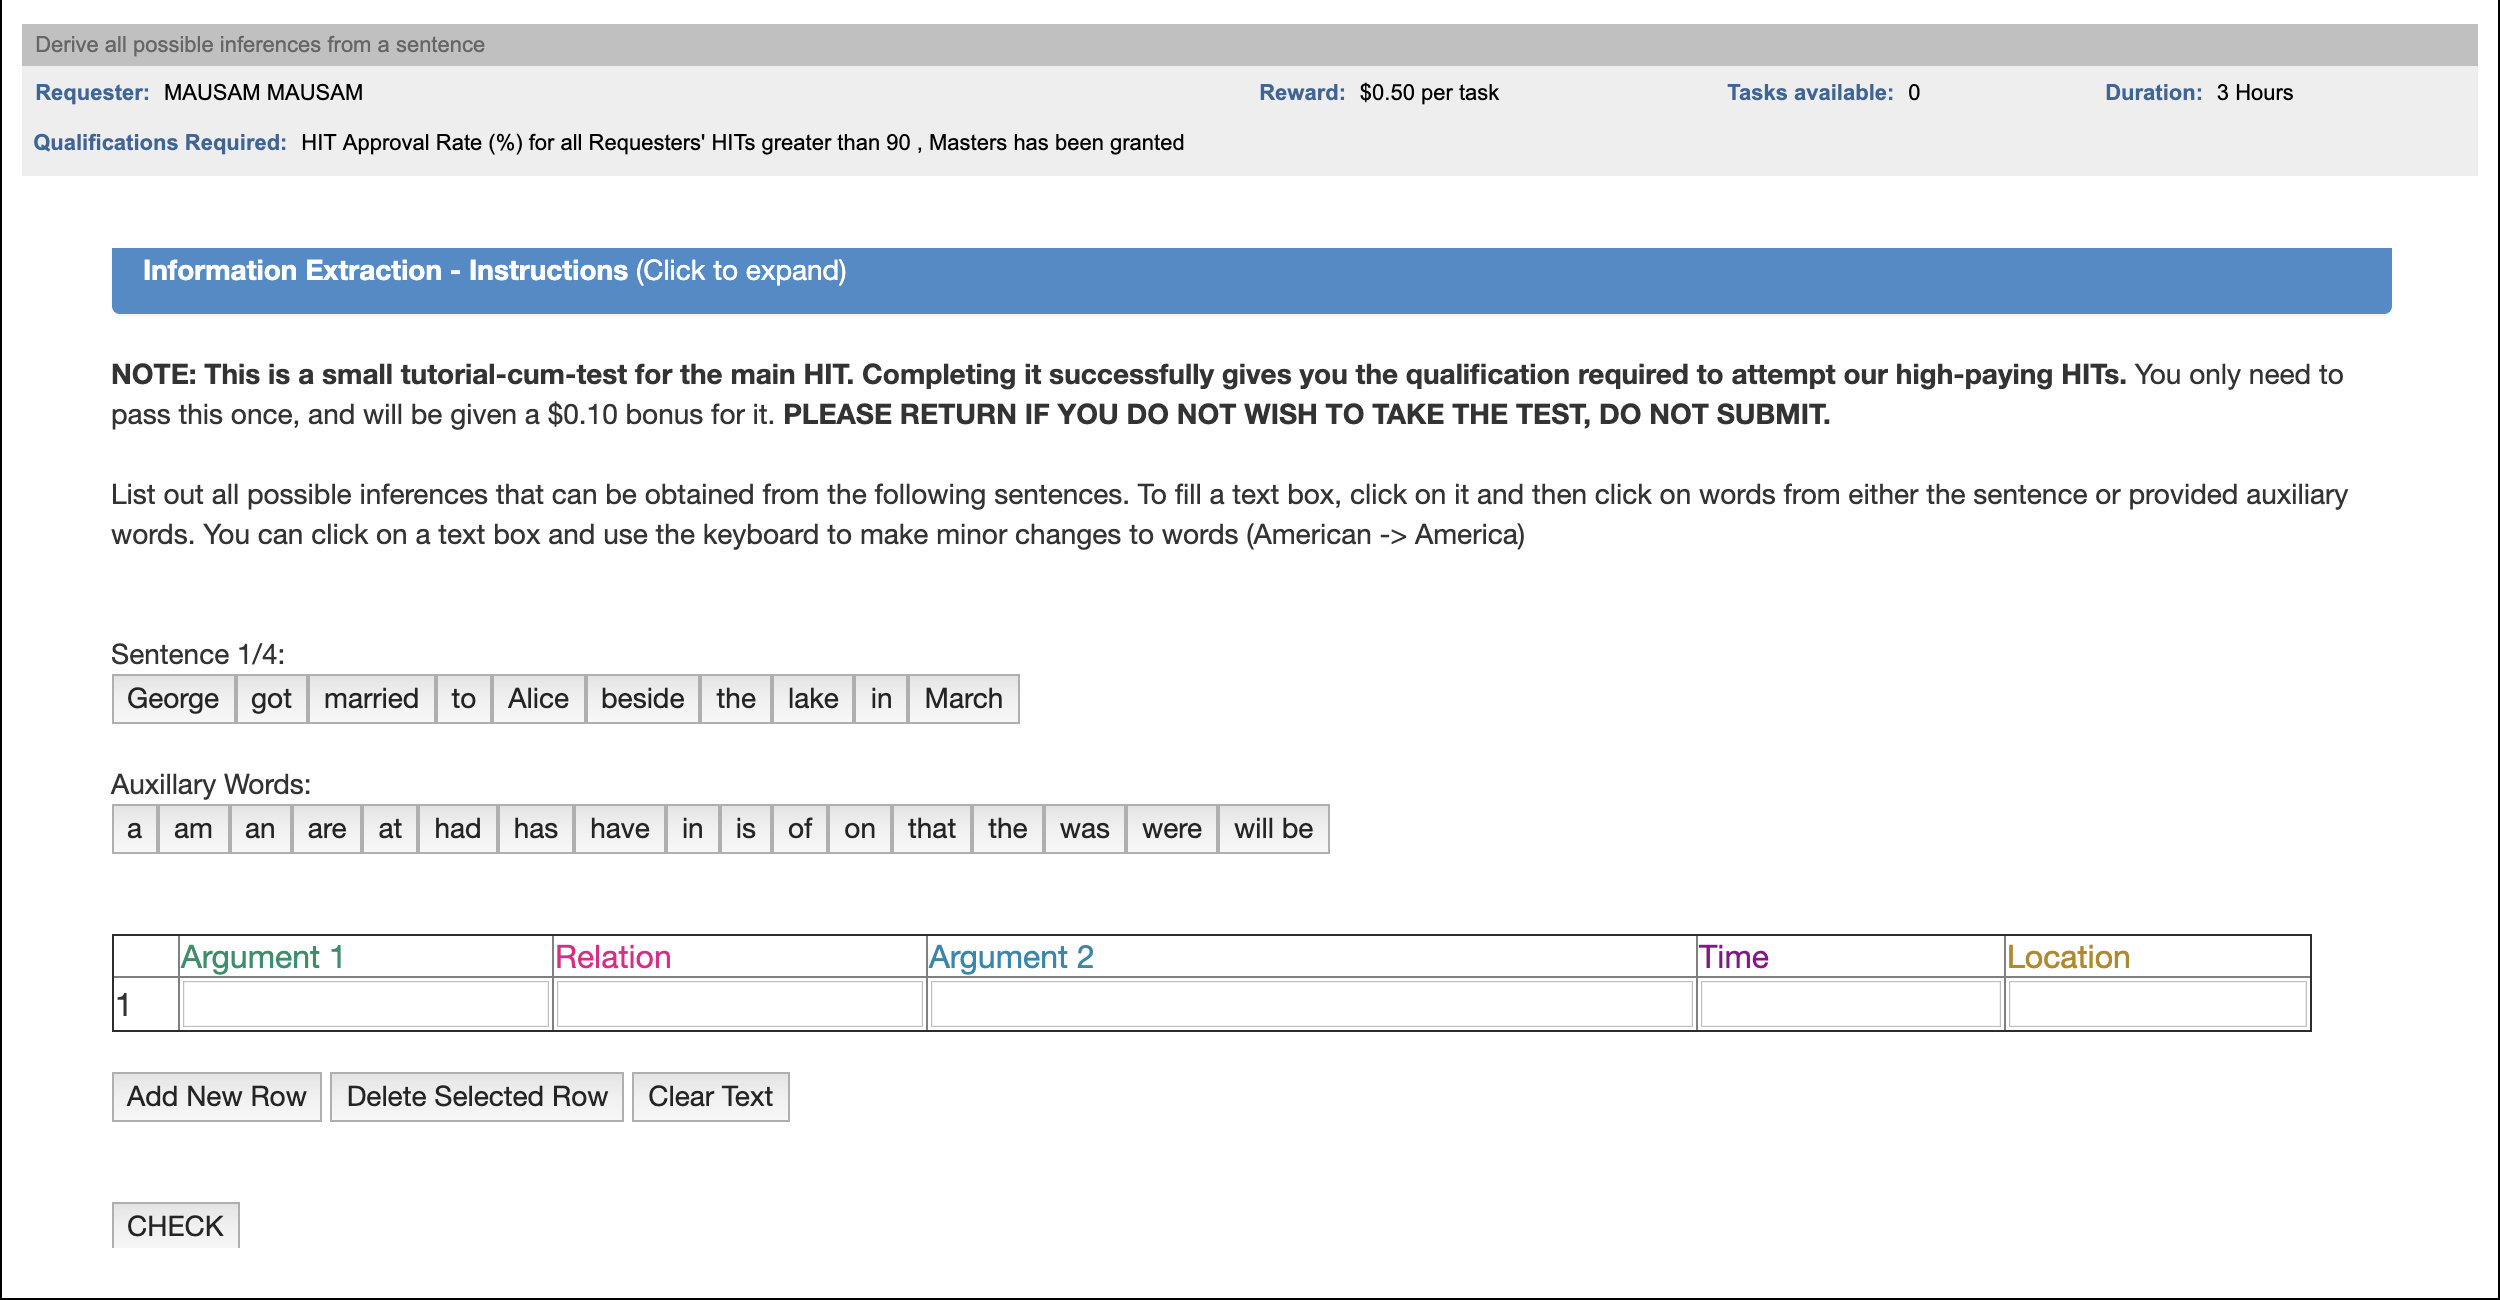 Derive all possible inferences from a sentence
Requester: MAUSAM MAUSAM Reward: $0.50 per task Tasks available: 0 Duration: 3 Hours
Qualifications Required: HIT Approval Rate (%) for all Requesters' HITs greater than 90 , Masters has been granted
Information Extraction - Instructions (Click to expand)
NOTE: This is a small tutorial-cum-test for the main HIT. Completing it successfully gives you the qualification required to attempt our high-paying HITs. You only need to
pass this once, and will be given a $0.10 bonus for it. PLEASE RETURN IF YOU DO NOT WISH TO TAKE THE TEST, DO NOT SUBMIT.
List out all possible inferences that can be obtained from the following sentences. To fill a text box, click on it and then click on words from either the sentence or provided auxiliary
words. You can click on a text box and use the keyboard to make minor changes to words (American -> America)
Sentence 1/4:
George got married to Alice beside the lake in March
Auxillary Words:
a am an are at had has have in is of on that the was were will be
Argument 1 Relation Argument 2 Time Location
1
Add New Row Delete Selected Row Clear Text
CHECK